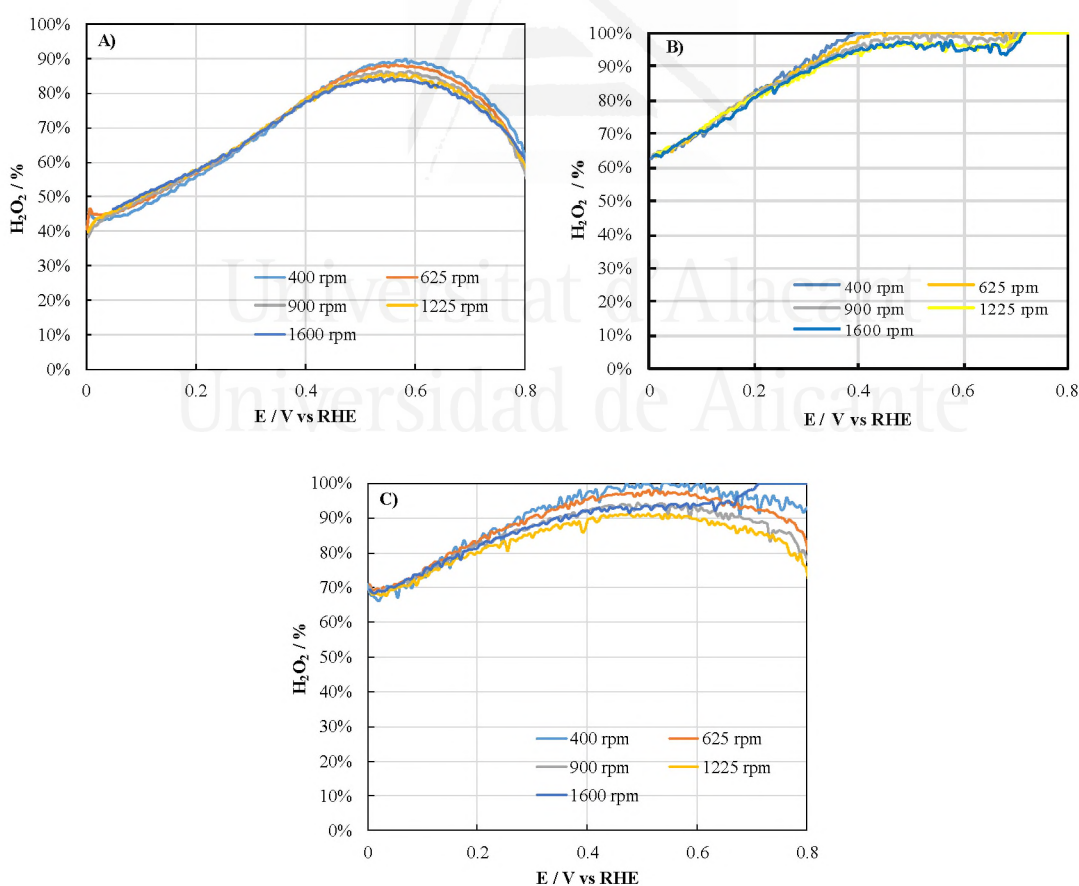 A)
100%
90%
80%
70%
60%
50%
40%
30%
20%
10%
0%
H₂O₂ / %
400 rpm 625 rpm
900 rpm 1225 rpm
1600 rpm
0 0.2 0.4 0.6 0.8
E / V vs RHE
B)
100%
90%
80%
70%
60%
50%
40%
30%
20%
10%
0%
H₂O₂ / %
400 rpm 625 rpm
900 rpm 1225 rpm
1600 rpm
0 0.2 0.4 0.6 0.8
E / V vs RHE
Universitat d'Alacant
Universidad de Alicante
C)
100%
90%
80%
70%
60%
50%
40%
30%
20%
10%
0%
H₂O₂ / %
400 rpm 625 rpm
900 rpm 1225 rpm
1600 rpm
0 0.2 0.4 0.6 0.8
E / V vs RHE